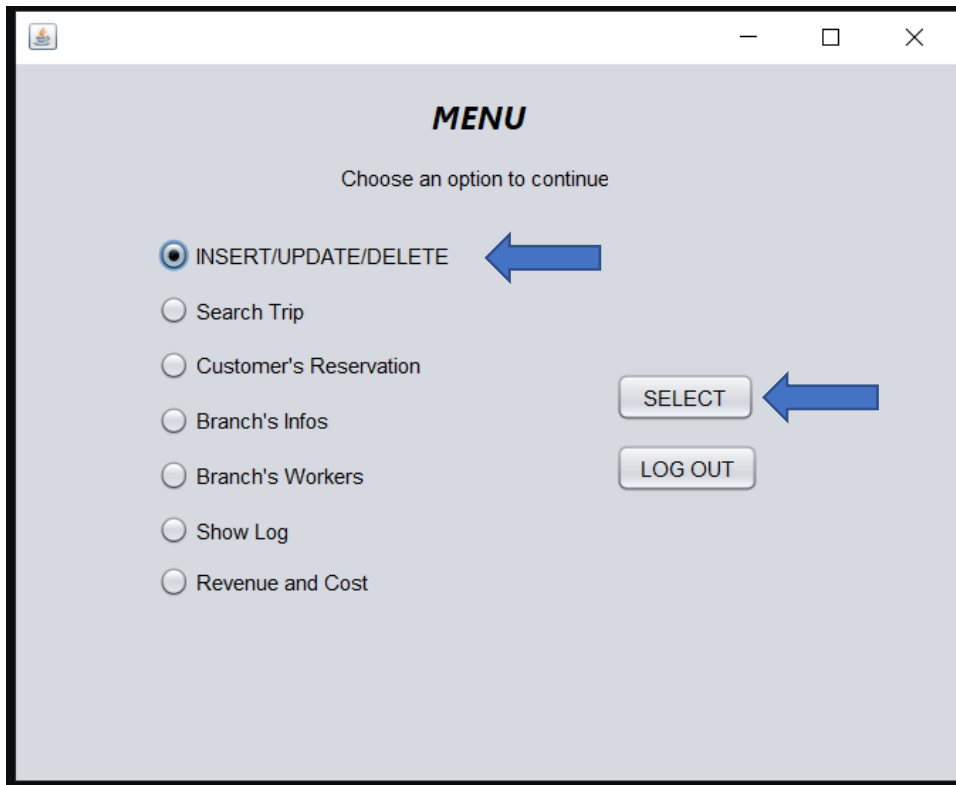 MENU
Choose an option to continue
INSERT/UPDATE/DELETE
Search Trip
Customer's Reservation
Branch's Infos
Branch's Workers
Show Log
Revenue and Cost
SELECT
LOG OUT